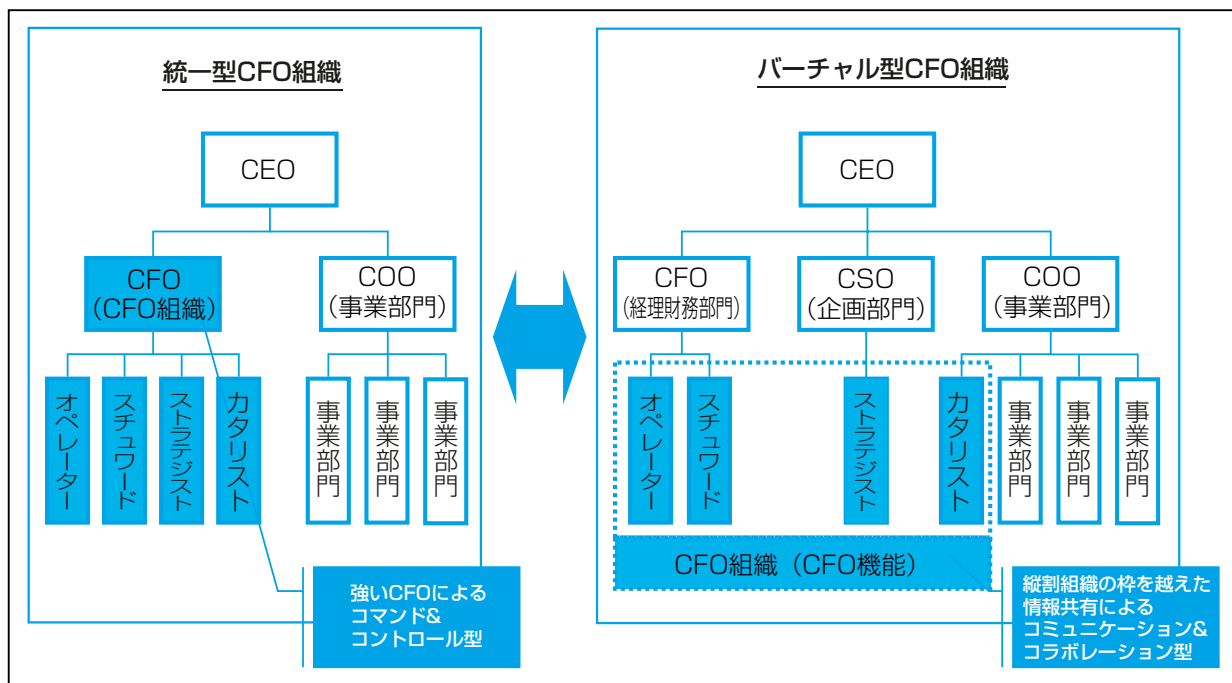 統一型CFO組織
CEO
CFO
（CFO組織）
COO
（事業部門）
オペレーター
スチュワード
ストラテジスト
カタリスト
事業部門
事業部門
事業部門
強いCFOによる
コマンド&
コントロール型
バーチャル型CFO組織
CEO
CFO
（経理財務部門）
CSO
（企画部門）
COO
（事業部門）
オペレーター
スチュワード
ストラテジスト
カタリスト
事業部門
事業部門
事業部門
CFO組織（CFO機能）
縦割組織の枠を越えた
情報共有による
コミュニケーション&
コラボレーション型